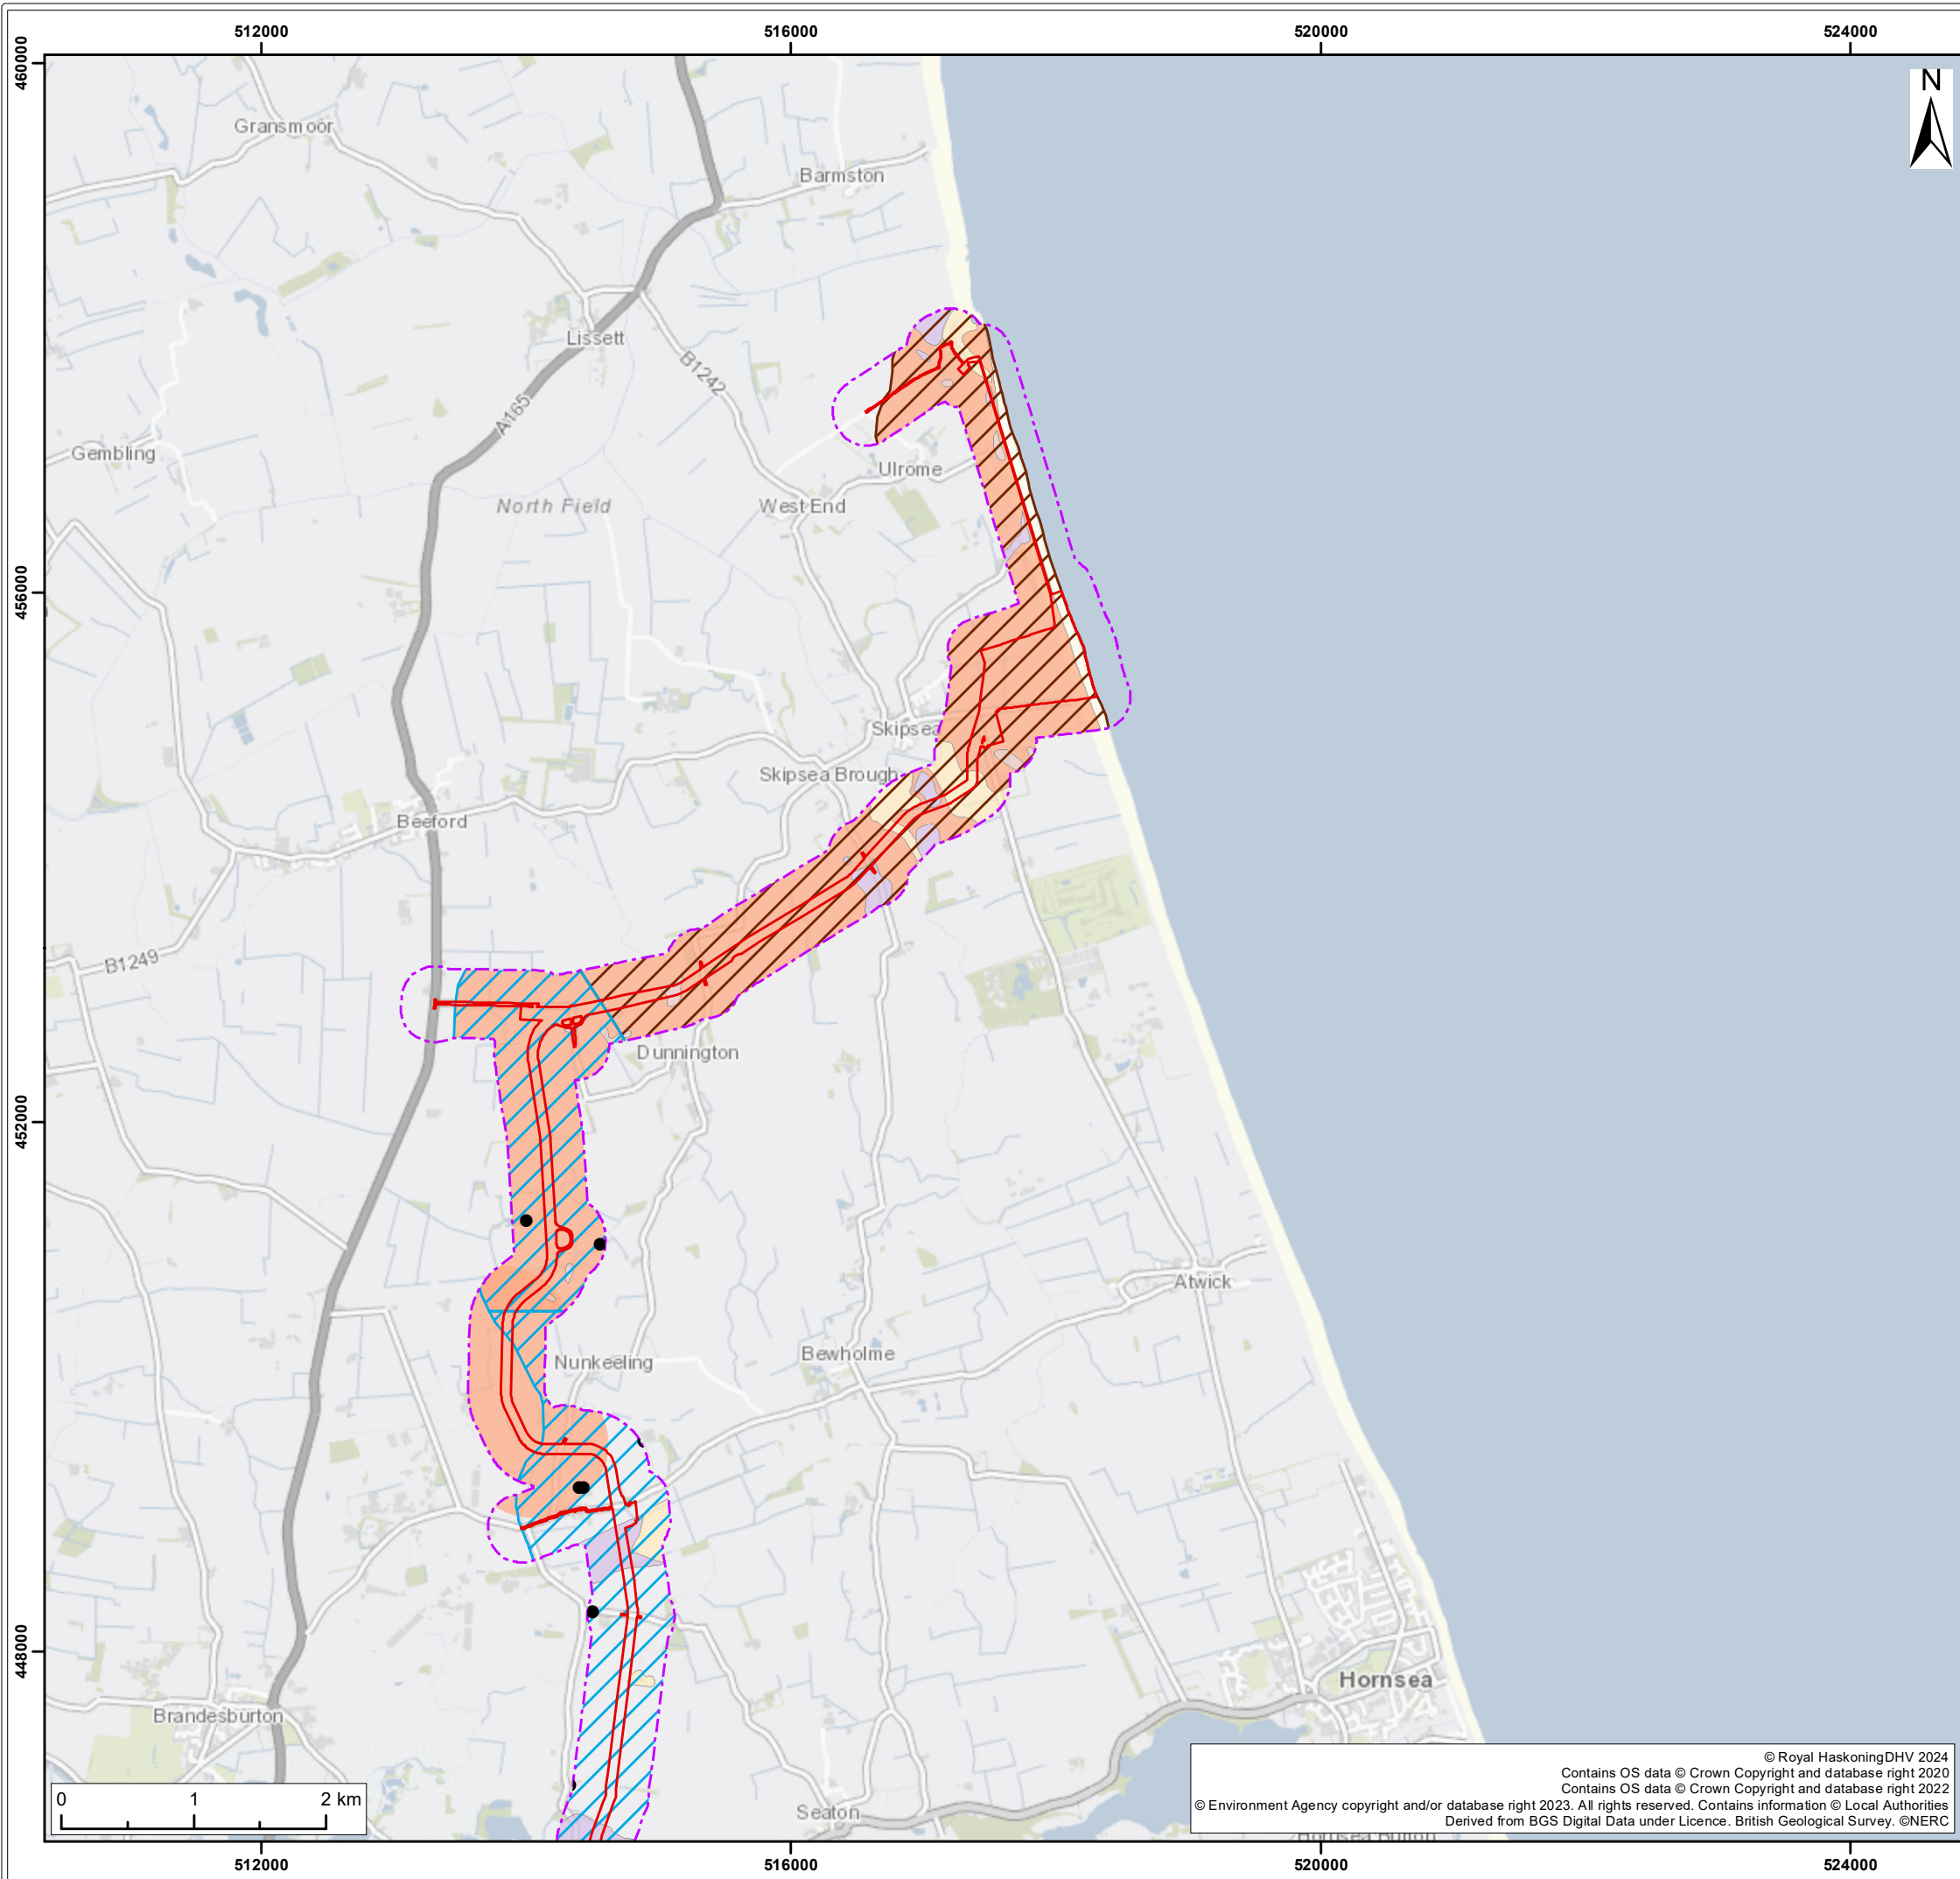 512000
516000
520000
524000
460000
N
Gransmoor
Barmston
Lissett
B1242
A165
Gembling
Ulrome
North Field
West End
456000
Skipsea
Skipsea Brough
Beeford
B1249
Dunnington
452000
Atwick
Bewholme
Nunkeeling
448000
Hornsea
Brandesburton
Seaton
0 1 2 km
© Royal HaskoningDHV 2024
Contains OS data © Crown Copyright and database right 2020
Contains OS data © Crown Copyright and database right 2022
© Environment Agency copyright and/or database right 2023. All rights reserved. Contains information © Local Authorities
Derived from BGS Digital Data under Licence. British Geological Survey. ©NERC
512000
516000
520000
524000